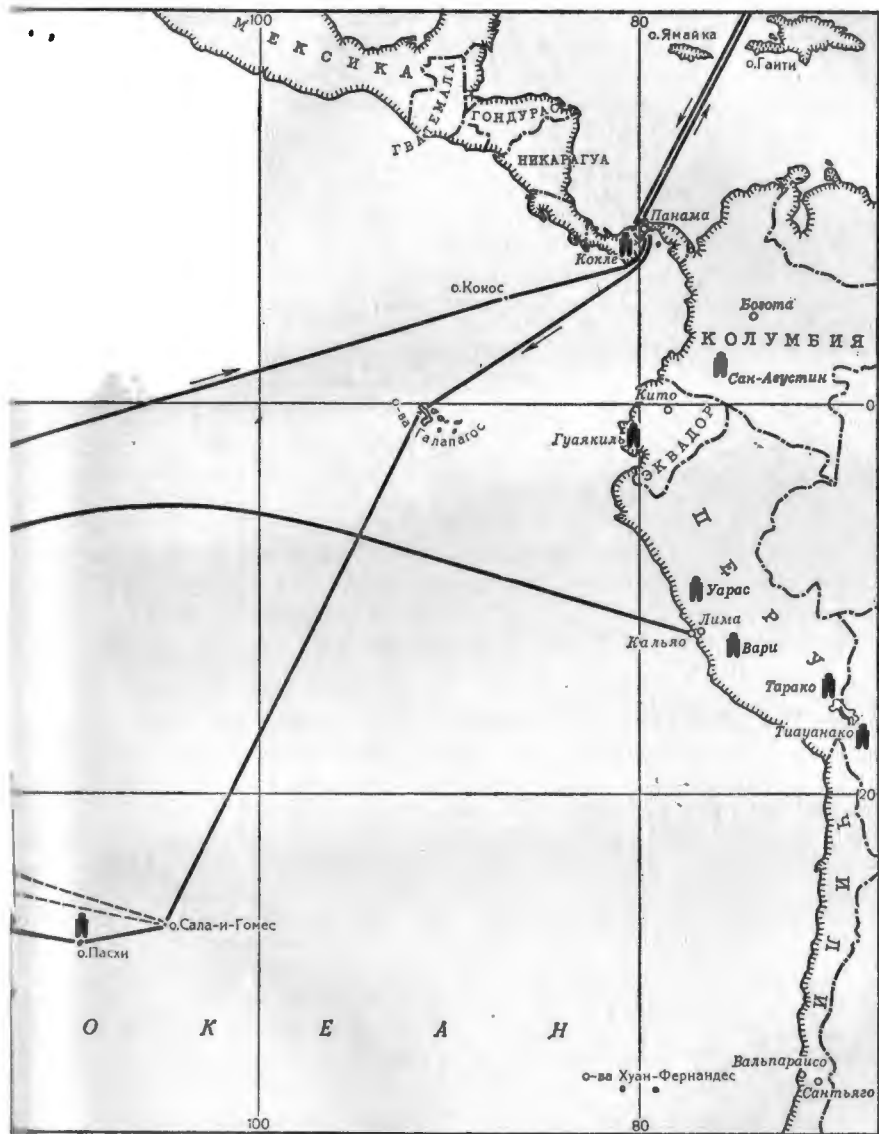 100
80
МЕКСИКА
о.Ямайка
о.Гаити
ГВАТЕМАЛА
ГОНДУРАС
НИКАРАГУА
Панама
Кокле
о.Кокос
Богота
КОЛУМБИЯ
Сан-Августин
Кито
0
о-ва Галапагос
Гуаякиль
ЭКВАДОР
ПЕРУ
Уарас
Лима
Кальяо
Вари
Тарако
Тиауанако
20
ЧИЛИ
о.Сала-и-Гомес
о.Пасхи
ОКЕАН
Вальпараисо
о-ва Хуан-Фернандес
Сантьяго
100
80